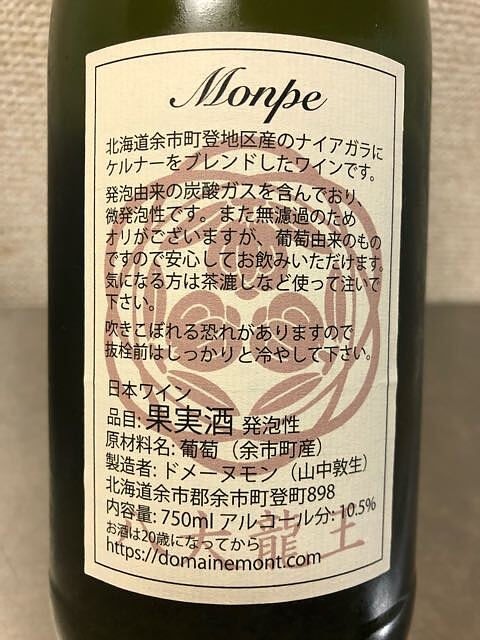 Monpe
北海道余市町登地区産のナイアガラに
ケルナーをブレンドしたワインです。
発泡由来の炭酸ガスを含んでおり、
微発泡性です。また無濾過のため
オリがございますが、葡萄由来のもの
ですので安心してお飲みいただけます。
気になる方は茶漉しなど使って注いで
下さい。
吹きこぼれる恐れがありますので
抜栓前はしっかりと冷やして下さい。
日本ワイン
品目: 果実酒 発泡性
原材料名: 葡萄（余市町産）
製造者: ドメーヌモン（山中敦生）
北海道余市郡余市町登町898
内容量: 750ml アルコール分: 10.5%
お酒は20歳になってから
八大龍王
https://domainemont.com